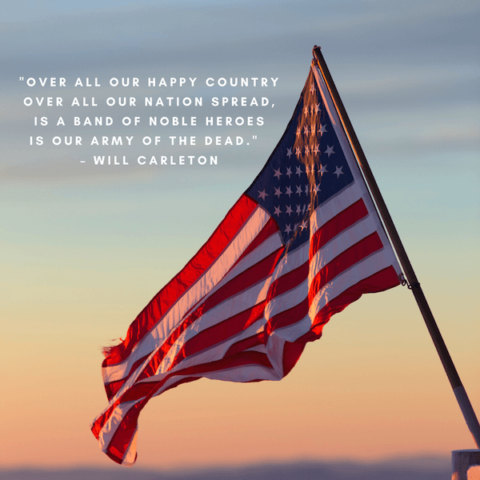 "OVER ALL OUR HAPPY COUNTRY
OVER ALL OUR NATION SPREAD,
IS A BAND OF NOBLE HEROES
IS OUR ARMY OF THE DEAD."
- WILL CARLETON